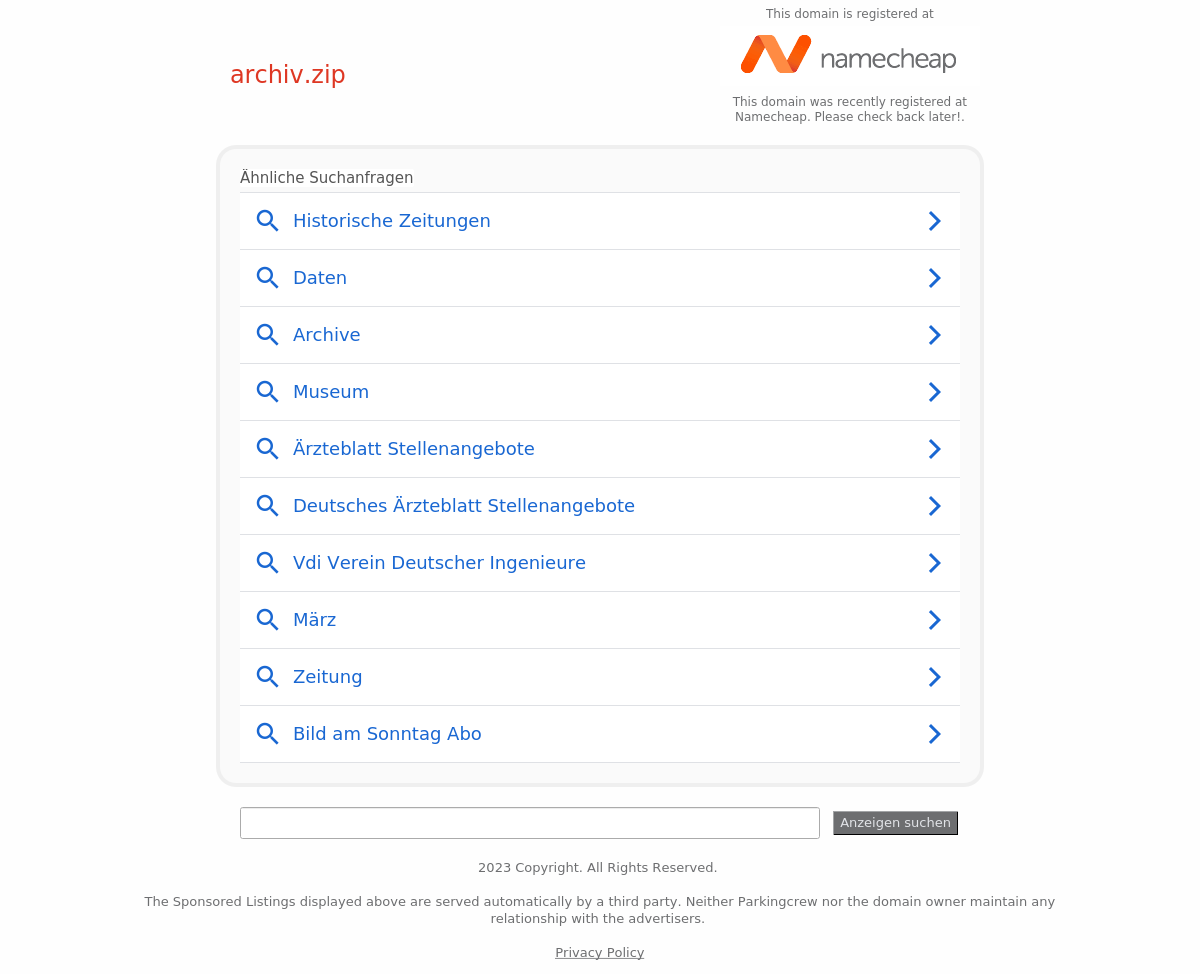 This domain is registered at
namecheap
archiv.zip
This domain was recently registered at
Namecheap. Please check back later!.
Ähnliche Suchanfragen
Historische Zeitungen
Daten
Archive
Museum
Ärzteblatt Stellenangebote
Deutsches Ärzteblatt Stellenangebote
Vdi Verein Deutscher Ingenieure
März
Zeitung
Bild am Sonntag Abo
Anzeigen suchen
2023 Copyright. All Rights Reserved.
The Sponsored Listings displayed above are served automatically by a third party. Neither Parkingcrew nor the domain owner maintain any
relationship with the advertisers.
Privacy Policy